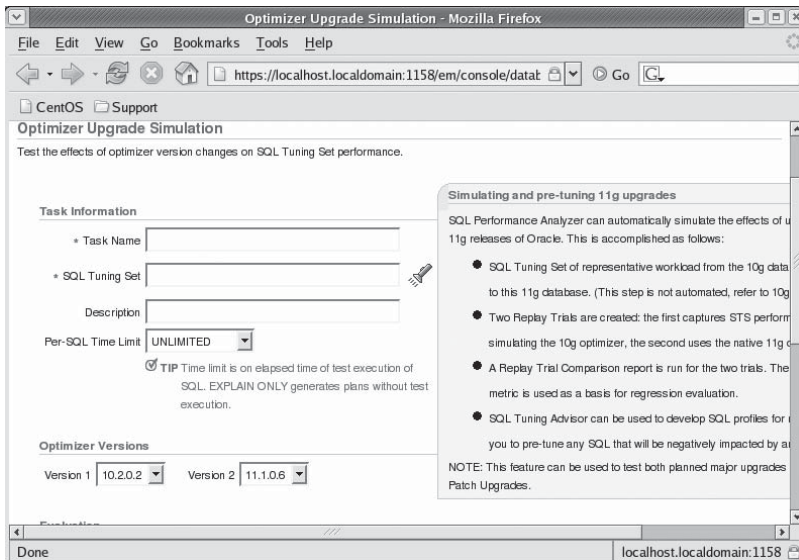 Optimizer Upgrade Simulation - Mozilla Firefox
File Edit View Go Bookmarks Tools Help
https://localhost.localdomain:1158/em/console/datab Go G
CentOS Support
Optimizer Upgrade Simulation
Test the effects of optimizer version changes on SQL Tuning Set performance.
Task Information
* Task Name
* SQL Tuning Set
Description
Per-SQL Time Limit UNLIMITED
TIP Time limit is on elapsed time of test execution of
SQL. EXPLAIN ONLY generates plans without test
execution.
Optimizer Versions
Version 1 10.2.0.2 Version 2 11.1.0.6
Simulating and pre-tuning 11g upgrades
SQL Performance Analyzer can automatically simulate the effects of
11g releases of Oracle. This is accomplished as follows:
SQL Tuning Set of representative workload from the 10g data
to this 11g database. (This step is not automated, refer to 10g
Two Replay Trials are created: the first captures STS perform
simulating the 10g optimizer, the second uses the native 11g
A Replay Trial Comparison report is run for the two trials. The
metric is used as a basis for regression evaluation.
SQL Tuning Advisor can be used to develop SQL profiles for
you to pre-tune any SQL that will be negatively impacted by
NOTE: This feature can be used to test both planned major upgrades
Patch Upgrades.
Evaluation
Done localhost.localdomain:1158